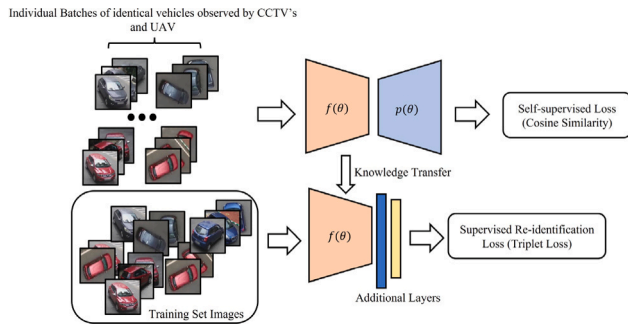 Individual Batches of identical vehicles observed by CCTV's
and UAV
f(θ)
p(θ)
Self-supervised Loss
(Cosine Similarity)
Knowledge Transfer
f(θ)
Supervised Re-identification
Loss (Triplet Loss)
Additional Layers
Training Set Images